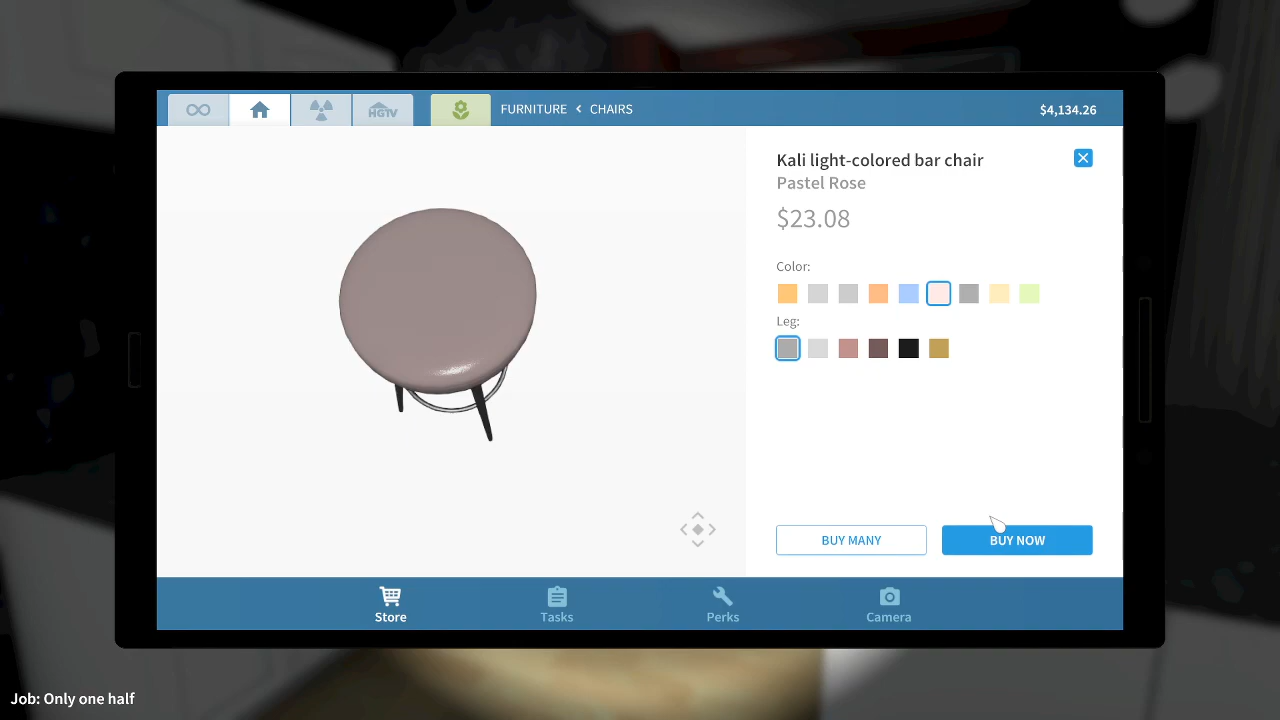 HGTV
FURNITURE < CHAIRS
$4,134.26
Kali light-colored bar chair
Pastel Rose
$23.08
Color:
Leg:
BUY MANY
BUY NOW
Store
Tasks
Perks
Camera
Job: Only one half